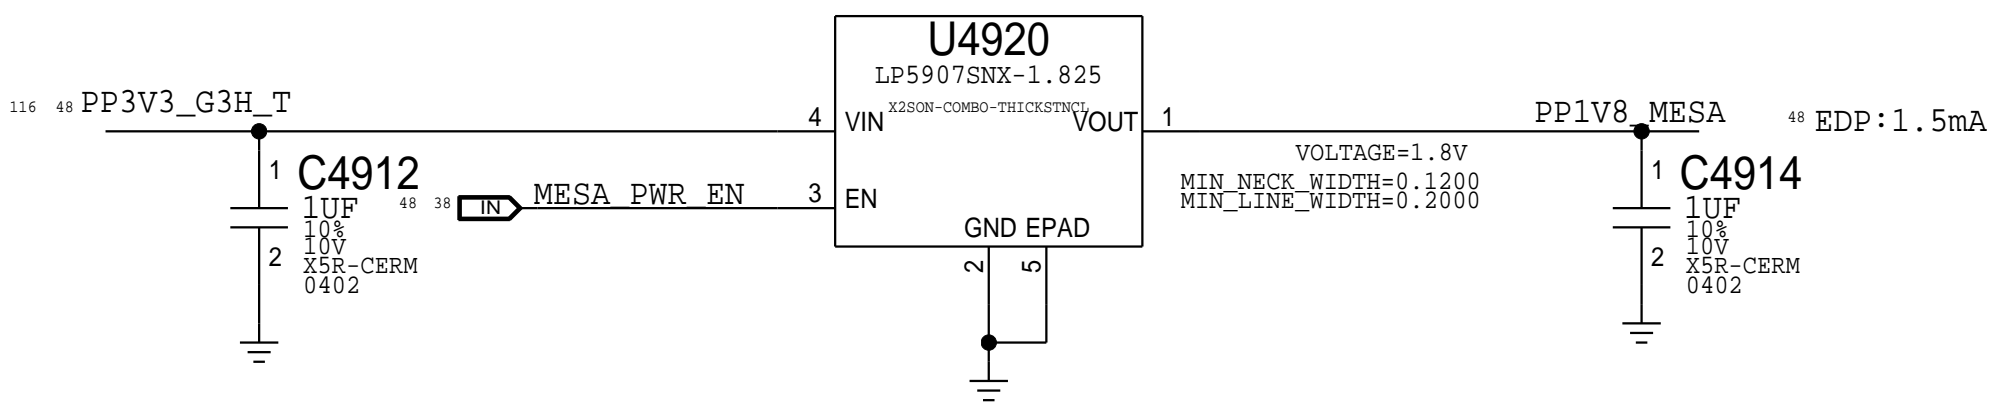 U4920
LP5907SNX-1.825
X2SON-COMBO-THICKSTNCL
116 48 PP3V3_G3H_T
4 VIN
VOUT 1
PP1V8_MESA
48 EDP:1.5mA
VOLTAGE=1.8V
MIN_NECK_WIDTH=0.1200
MIN_LINE_WIDTH=0.2000
1 C4912
1UF
10%
10V
2
X5R-CERM
0402
48 38 IN MESA_PWR_EN 3 EN
GND EPAD
2 5
1 C4914
1UF
10%
10V
2
X5R-CERM
0402